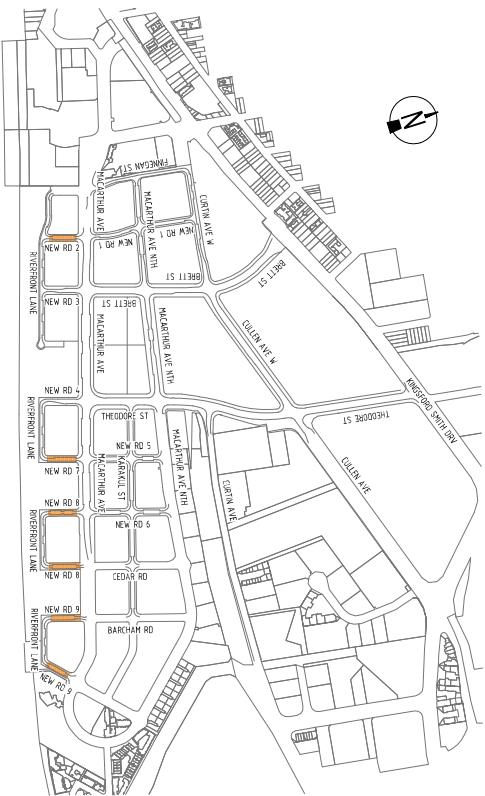 FINNEGAN ST
MACARTHUR AVE
MACARTHUR AVE NTH
CURTIN AVE W
NEW RD 1
NEW RD 1
NEW RD 2
RIVERFRONT LANE
BRETT ST
BRETT ST
NEW RD 3
BRETT ST
MACARTHUR AVE
MACARTHUR AVE NTH
CULLEN AVE W
N
KINGSFORD SMITH DRV
NEW RD 4
RIVERFRONT LANE
THEODORE ST
THEODORE ST
NEW RD 5
MACARTHUR AVE NTH
NEW RD 7
MACARTHUR AVE
KARAKUL ST
CURTIN AVE
CULLEN AVE
NEW RD 8
RIVERFRONT LANE
NEW RD 6
NEW RD 8
CEDAR RD
NEW RD 9
RIVERFRONT LANE
BARCHAM RD
NEW RD 9